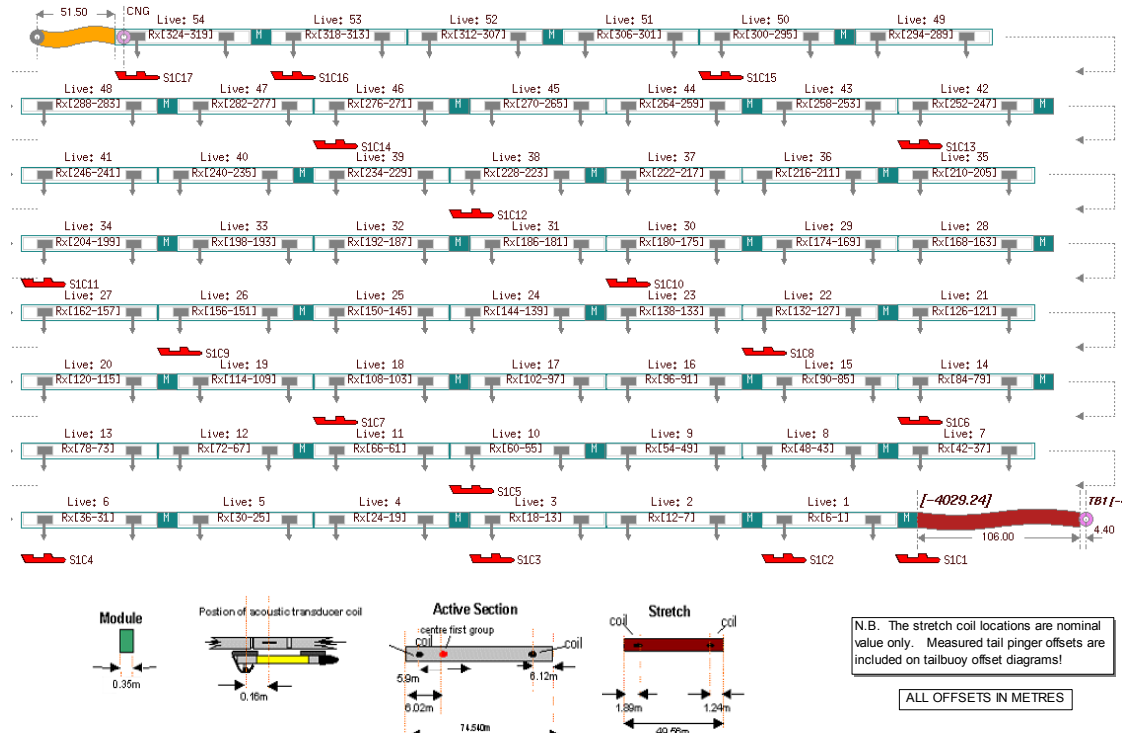 51.50 CNG Live: 54 Live: 53 Live: 52 Live: 51 Live: 50 Live: 49
Rx[324-319] M Rx[318-313] Rx[312-307] M Rx[306-301] Rx[300-295] M Rx[294-289]
S1C17 S1C16 S1C15
Live: 48 Live: 47 Live: 46 Live: 45 Live: 44 Live: 43 Live: 42
Rx[288-283] M Rx[282-277] Rx[276-271] M Rx[270-265] Rx[264-259] M Rx[258-253] Rx[252-247] M
S1C14 S1C13
Live: 41 Live: 40 Live: 39 Live: 38 Live: 37 Live: 36 Live: 35
Rx[246-241] Rx[240-235] M Rx[234-229] Rx[228-223] M Rx[222-217] Rx[216-211] M Rx[210-205]
S1C12
Live: 34 Live: 33 Live: 32 Live: 31 Live: 30 Live: 29 Live: 28
Rx[204-199] M Rx[198-193] Rx[192-187] M Rx[186-181] Rx[180-175] M Rx[174-169] Rx[168-163] M
S1C11 S1C10
Live: 27 Live: 26 Live: 25 Live: 24 Live: 23 Live: 22 Live: 21
Rx[162-157] Rx[156-151] M Rx[150-145] Rx[144-139] M Rx[138-133] Rx[132-127] M Rx[126-121]
S1C9 S1C8
Live: 20 Live: 19 Live: 18 Live: 17 Live: 16 Live: 15 Live: 14
Rx[120-115] M Rx[114-109] Rx[108-103] M Rx[102-97] Rx[96-91] M Rx[90-85] Rx[84-79] M
S1C7 S1C6
Live: 13 Live: 12 Live: 11 Live: 10 Live: 9 Live: 8 Live: 7
Rx[78-73] Rx[72-67] M Rx[66-61] Rx[60-55] M Rx[54-49] Rx[48-43] M Rx[42-37]
S1C5
Live: 6 Live: 5 Live: 4 Live: 3 Live: 2 Live: 1 [-4029.24] TB1 [-
Rx[36-31] M Rx[30-25] Rx[24-19] M Rx[18-13] Rx[12-7] M Rx[6-1] M
106.00 4.40
S1C4 S1C3 S1C2 S1C1
Module
0.35m
Postion of acoustic transducer coil
0.16m
Active Section
coil centre first group coil
5.9m 6.12m
6.02m
74.540m
Stretch
coil coil
1.89m 1.24m
49.56m
N.B. The stretch coil locations are nominal
value only. Measured tail pinger offsets are
included on tailbuoy offset diagrams!
ALL OFFSETS IN METRES